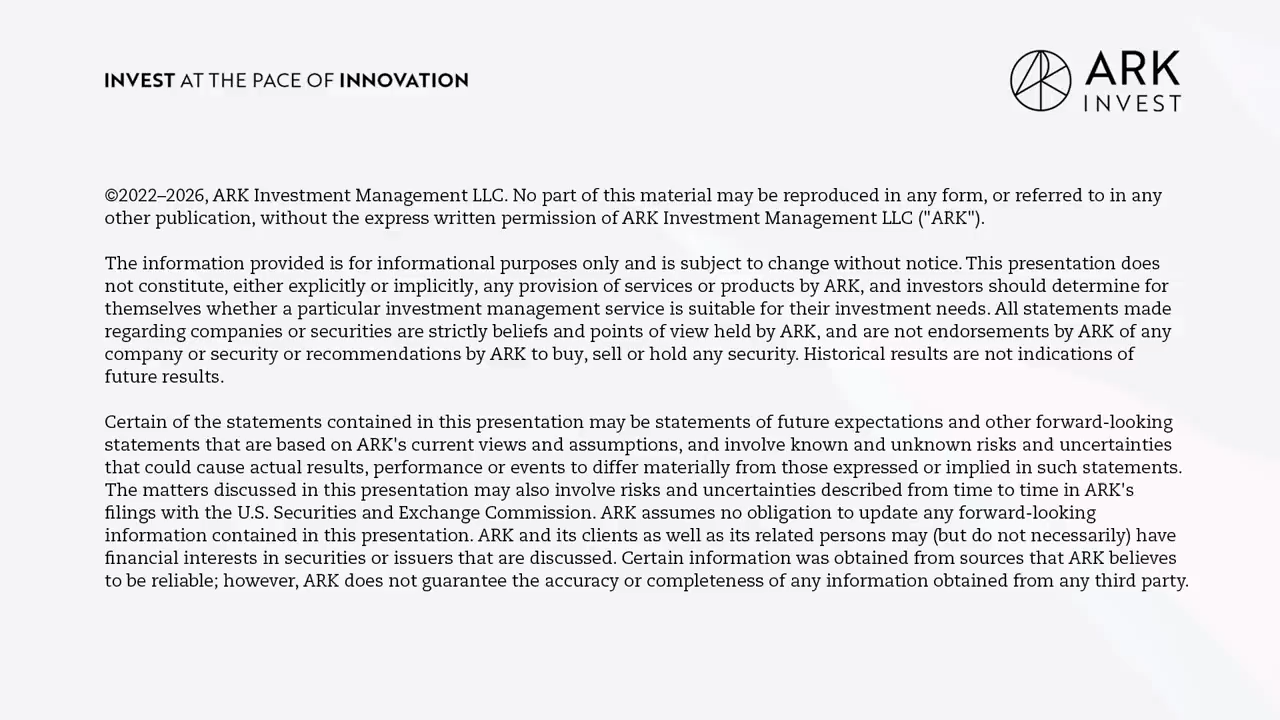 INVEST AT THE PACE OF INNOVATION
ARK
INVEST
©2022–2026, ARK Investment Management LLC. No part of this material may be reproduced in any form, or referred to in any
other publication, without the express written permission of ARK Investment Management LLC ("ARK").
The information provided is for informational purposes only and is subject to change without notice. This presentation does
not constitute, either explicitly or implicitly, any provision of services or products by ARK, and investors should determine for
themselves whether a particular investment management service is suitable for their investment needs. All statements made
regarding companies or securities are strictly beliefs and points of view held by ARK, and are not endorsements by ARK of any
company or security or recommendations by ARK to buy, sell or hold any security. Historical results are not indications of
future results.
Certain of the statements contained in this presentation may be statements of future expectations and other forward-looking
statements that are based on ARK's current views and assumptions, and involve known and unknown risks and uncertainties
that could cause actual results, performance or events to differ materially from those expressed or implied in such statements.
The matters discussed in this presentation may also involve risks and uncertainties described from time to time in ARK's
filings with the U.S. Securities and Exchange Commission. ARK assumes no obligation to update any forward-looking
information contained in this presentation. ARK and its clients as well as its related persons may (but do not necessarily) have
financial interests in securities or issuers that are discussed. Certain information was obtained from sources that ARK believes
to be reliable; however, ARK does not guarantee the accuracy or completeness of any information obtained from any third party.